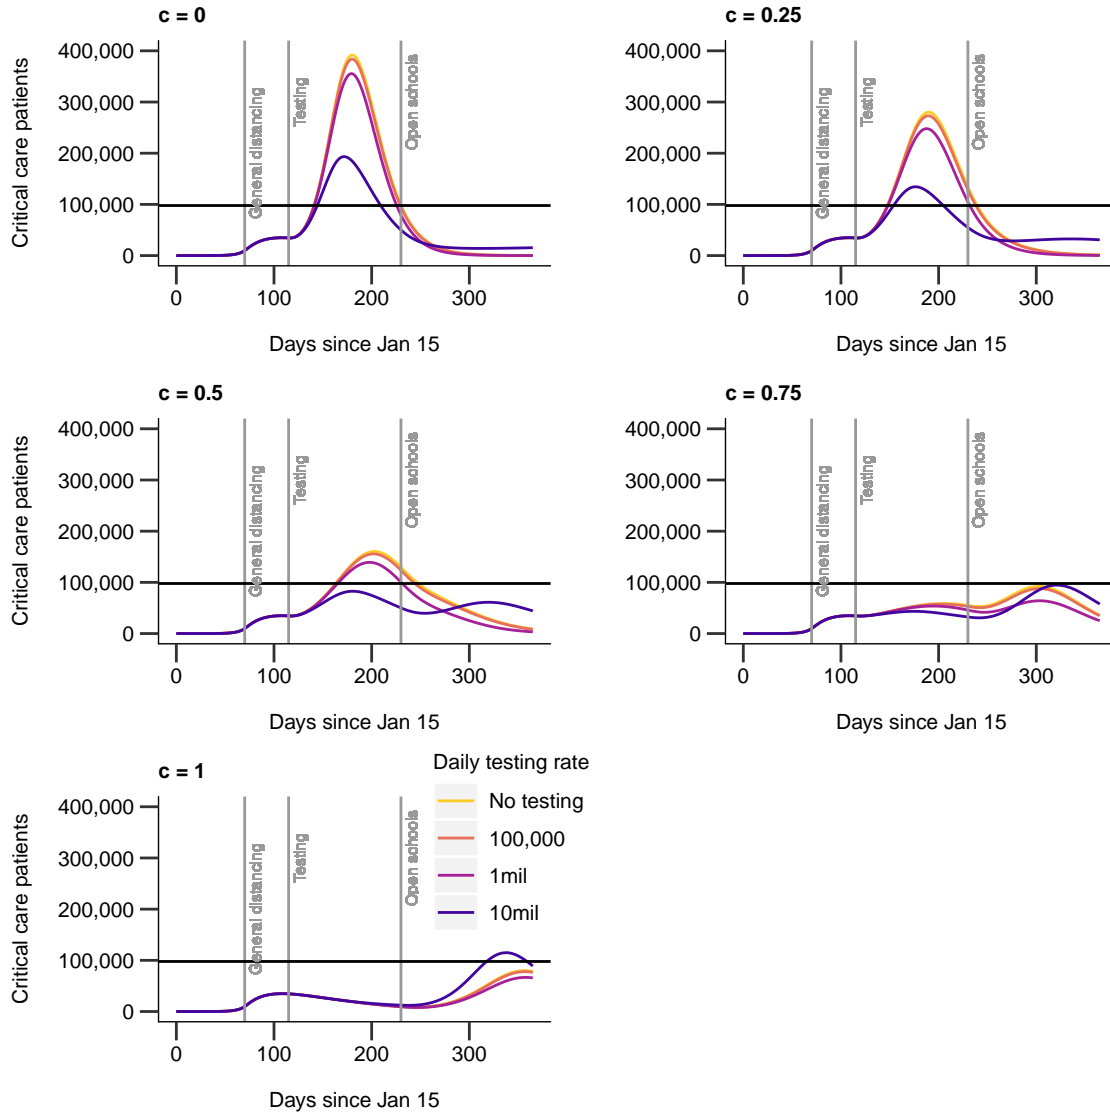 c = 0
Critical care patients
400,000
300,000
200,000
100,000
0
General distancing
Testing
Open schools
0 100 200 300
Days since Jan 15
c = 0.25
400,000
300,000
200,000
100,000
0
General distancing
Testing
Open schools
0 100 200 300
Days since Jan 15
c = 0.5
Critical care patients
400,000
300,000
200,000
100,000
0
General distancing
Testing
Open schools
0 100 200 300
Days since Jan 15
c = 0.75
400,000
300,000
200,000
100,000
0
General distancing
Testing
Open schools
0 100 200 300
Days since Jan 15
c = 1
Critical care patients
400,000
300,000
200,000
100,000
0
General distancing
Testing
Open schools
0 100 200 300
Days since Jan 15
Daily testing rate
No testing
100,000
1mil
10mil